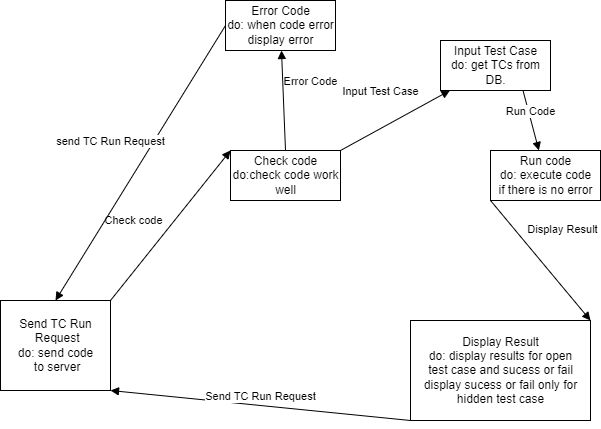 Error Code
do: when code error
display error
Input Test Case
do: get TCs from
DB.
Error Code
Input Test Case
Run Code
send TC Run Request
Check code
do:check code work
well
Run code
do: execute code
if there is no error
Check code
Display Result
Send TC Run
Request
do: send code
to server
Display Result
do: display results for open
test case and sucess or fail
display sucess or fail only for
hidden test case
Send TC Run Request